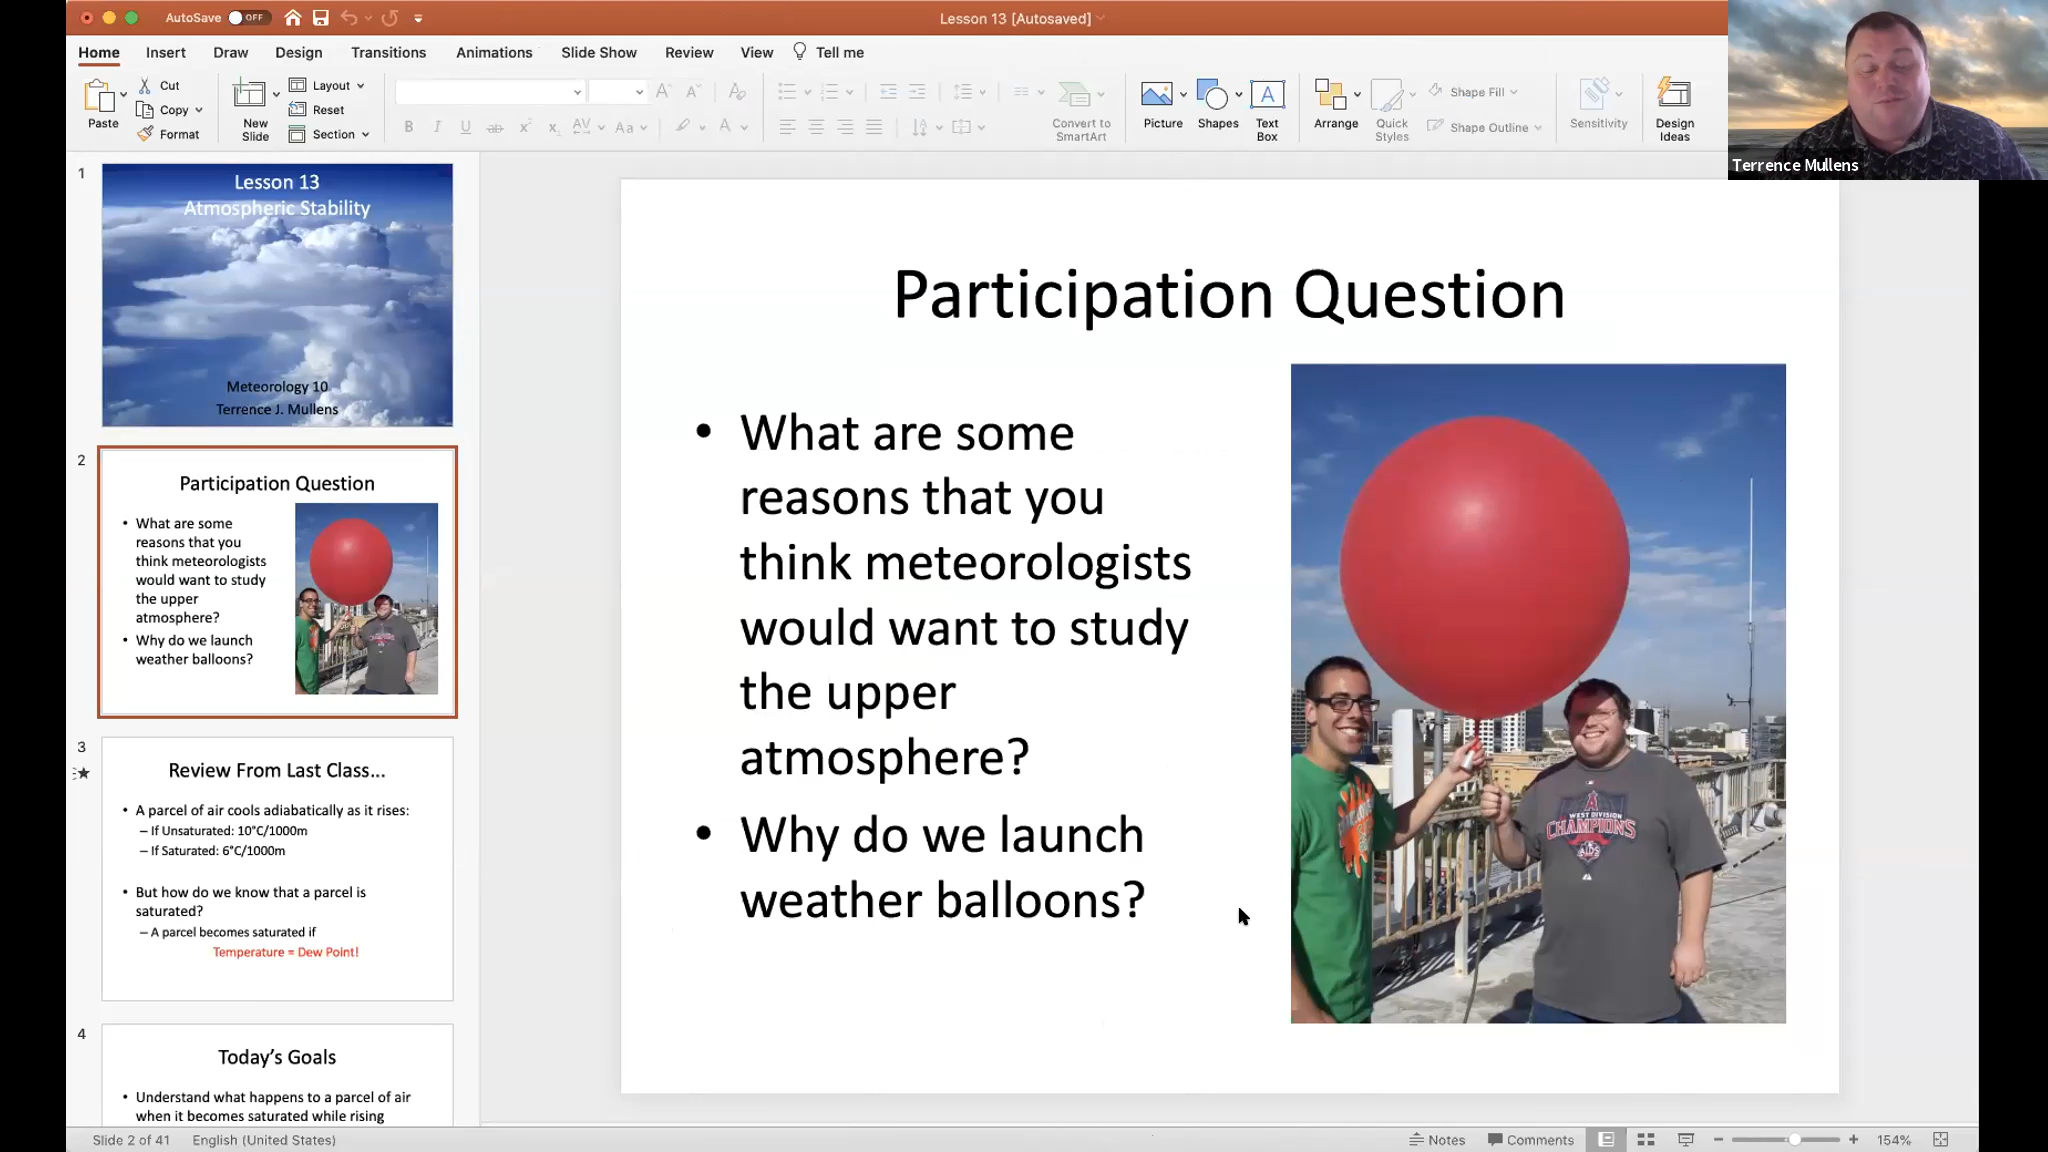 AutoSave OFF
Lesson 13 [Autosaved]
Home Insert Draw Design Transitions Animations Slide Show Review View Tell me
Paste
Cut
Copy
Format
New
Slide
Layout
Reset
Section
Convert to
SmartArt
Picture
Shapes
Text
Box
Arrange
Quick
Styles
Shape Fill
Shape Outline
Sensitivity
Design
Ideas
Terrence Mullens
1
Lesson 13
Atmospheric Stability
Meteorology 10
Terrence J. Mullens
2
Participation Question
• What are some
reasons that you
think meteorologists
would want to study
the upper
atmosphere?
• Why do we launch
weather balloons?
3
Review From Last Class...
• A parcel of air cools adiabatically as it rises:
– If Unsaturated: 10°C/1000m
– If Saturated: 6°C/1000m
• But how do we know that a parcel is
saturated?
– A parcel becomes saturated if
Temperature = Dew Point!
4
Today's Goals
• Understand what happens to a parcel of air
when it becomes saturated while rising
Participation Question
• What are some
reasons that you
think meteorologists
would want to study
the upper
atmosphere?
• Why do we launch
weather balloons?
A
WEST DIVISION
CHAMPIONS
Slide 2 of 41 English (United States)
Notes Comments 154%